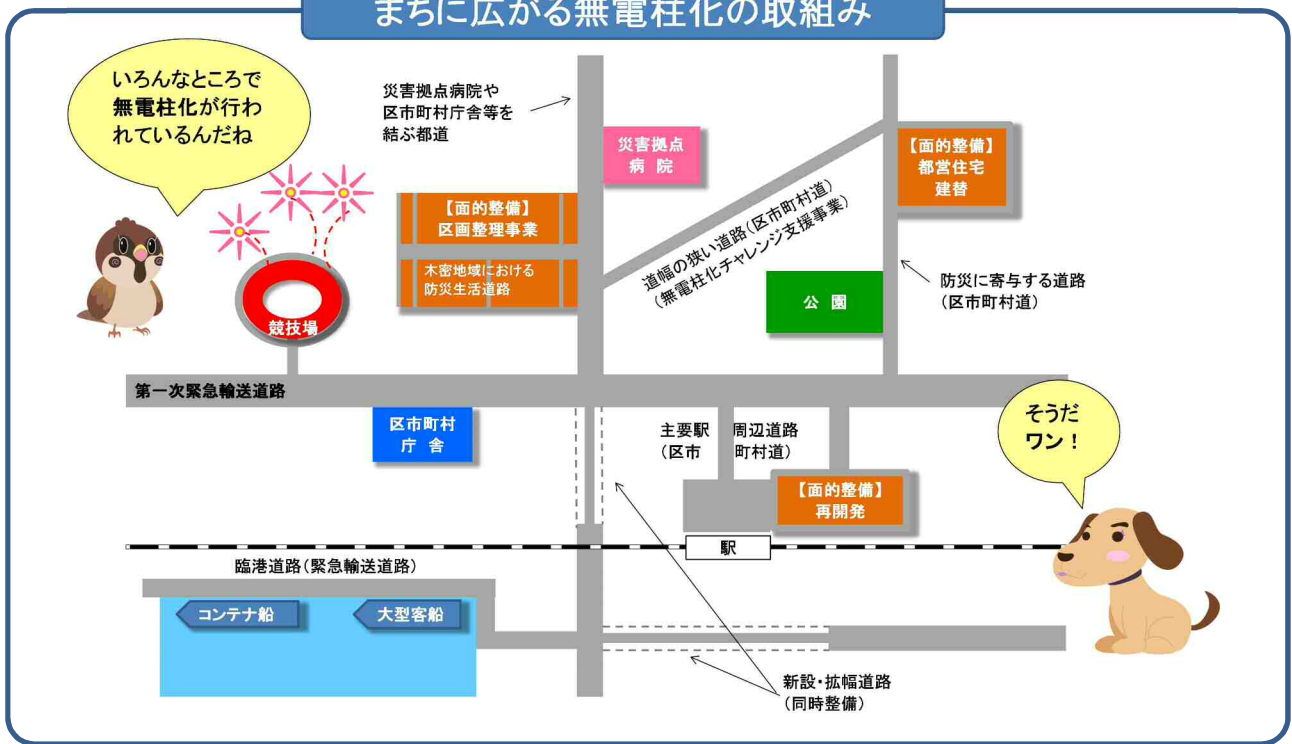 まちに広がる無電柱化の取組み
いろんなところで
無電柱化が行わ
れているんだね
災害拠点病院や
区市町村庁舎等を
結ぶ都道
災害拠点
病 院
【面的整備】
都営住宅
建替
【面的整備】
区画整理事業
木密地域における
防災生活道路
道幅の狭い道路(区市町村道)
(無電柱化チャレンジ支援事業)
防災に寄与する道路
(区市町村道)
公 園
競技場
第一次緊急輸送道路
区市町村
庁 舎
主要駅 周辺道路
(区市 町村道)
そうだ
ワン!
【面的整備】
再開発
駅
臨港道路(緊急輸送道路)
コンテナ船
大型客船
新設・拡幅道路
(同時整備)